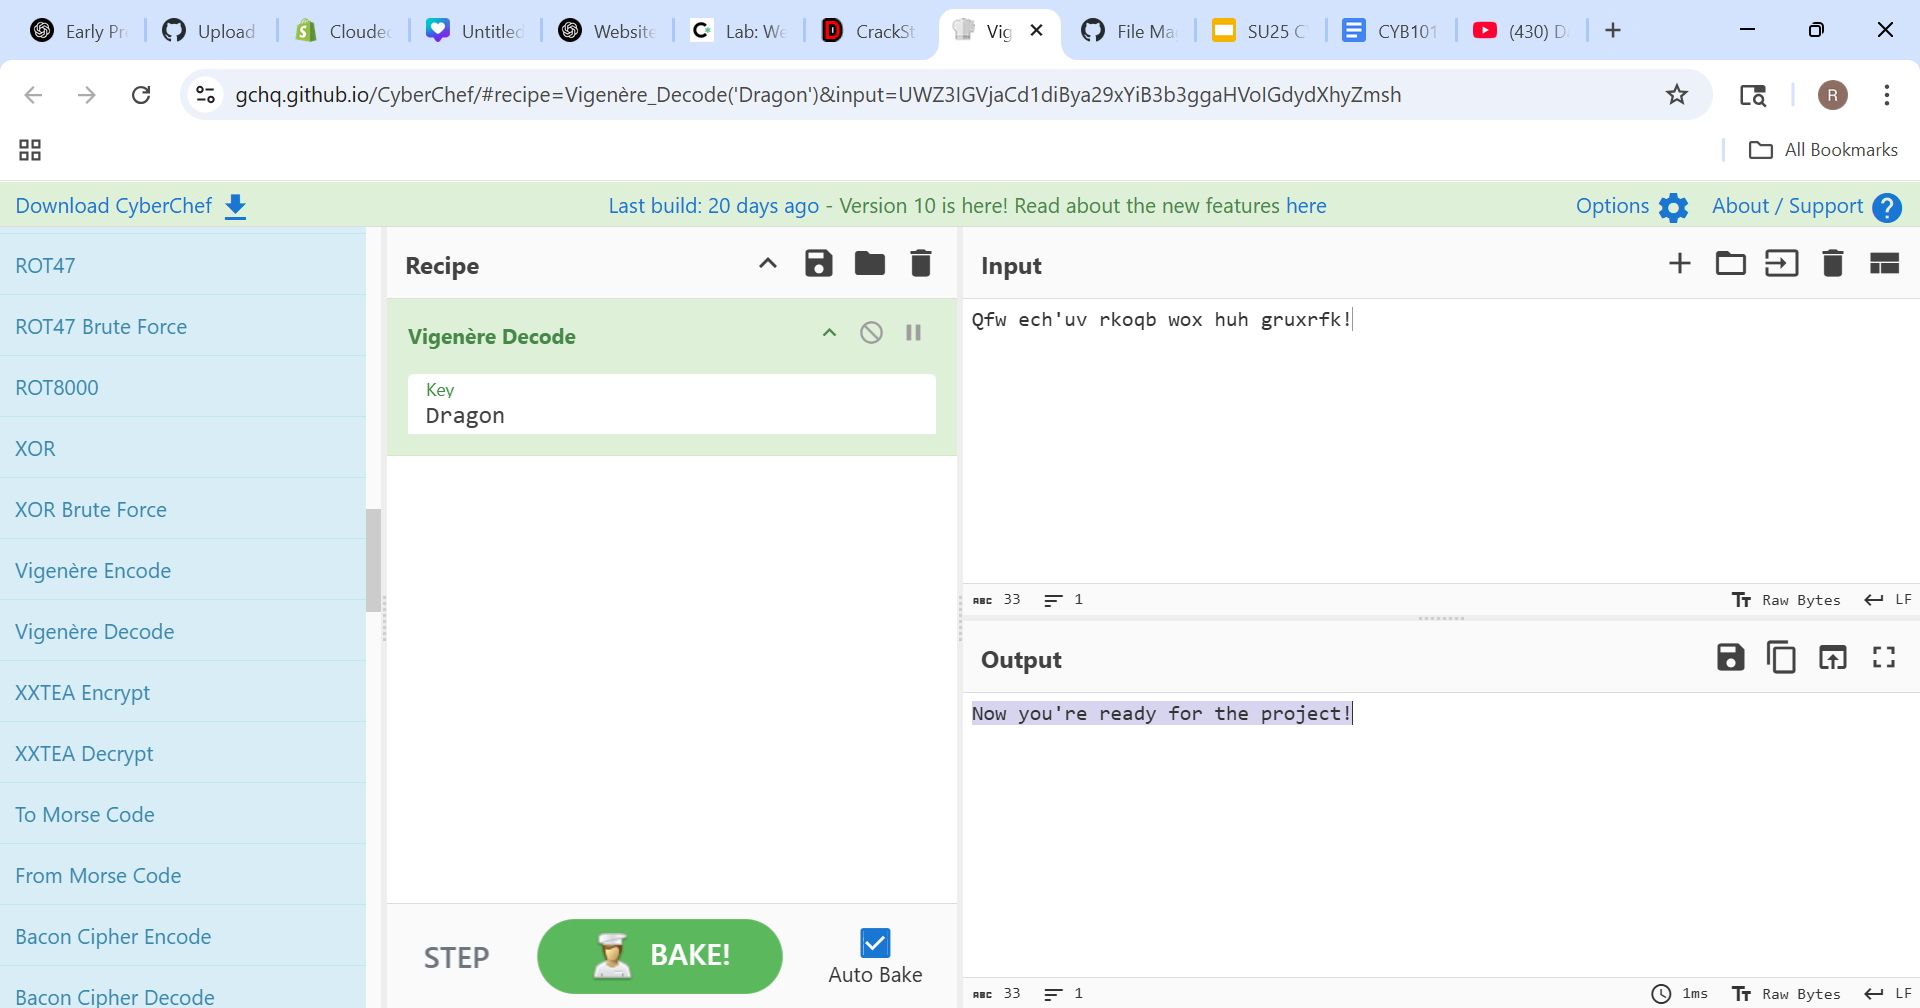 Early Pr
Upload
Cloudec
Untitled
Website
Lab: We
CrackSt
Vig
File Ma
SU25 C
CYB101
(430) D
gchq.github.io/CyberChef/#recipe=Vigenère_Decode('Dragon')&input=UWZ3IGVjaCd1diBya29xYiB3b3ggaHVoIGdydXhyZmsh
R
All Bookmarks
Download CyberChef
Last build: 20 days ago - Version 10 is here! Read about the new features here
Options
About / Support
ROT47
ROT47 Brute Force
ROT8000
XOR
XOR Brute Force
Vigenère Encode
Vigenère Decode
XXTEA Encrypt
XXTEA Decrypt
To Morse Code
From Morse Code
Bacon Cipher Encode
Bacon Cipher Decode
Recipe
Vigenère Decode
Key
Dragon
STEP
BAKE!
Auto Bake
Input
Qfw ech'uv rkoqb wox huh gruxrfk!
ABC 33 1
Raw Bytes LF
Output
Now you're ready for the project!
ABC 33 1
1ms Raw Bytes LF